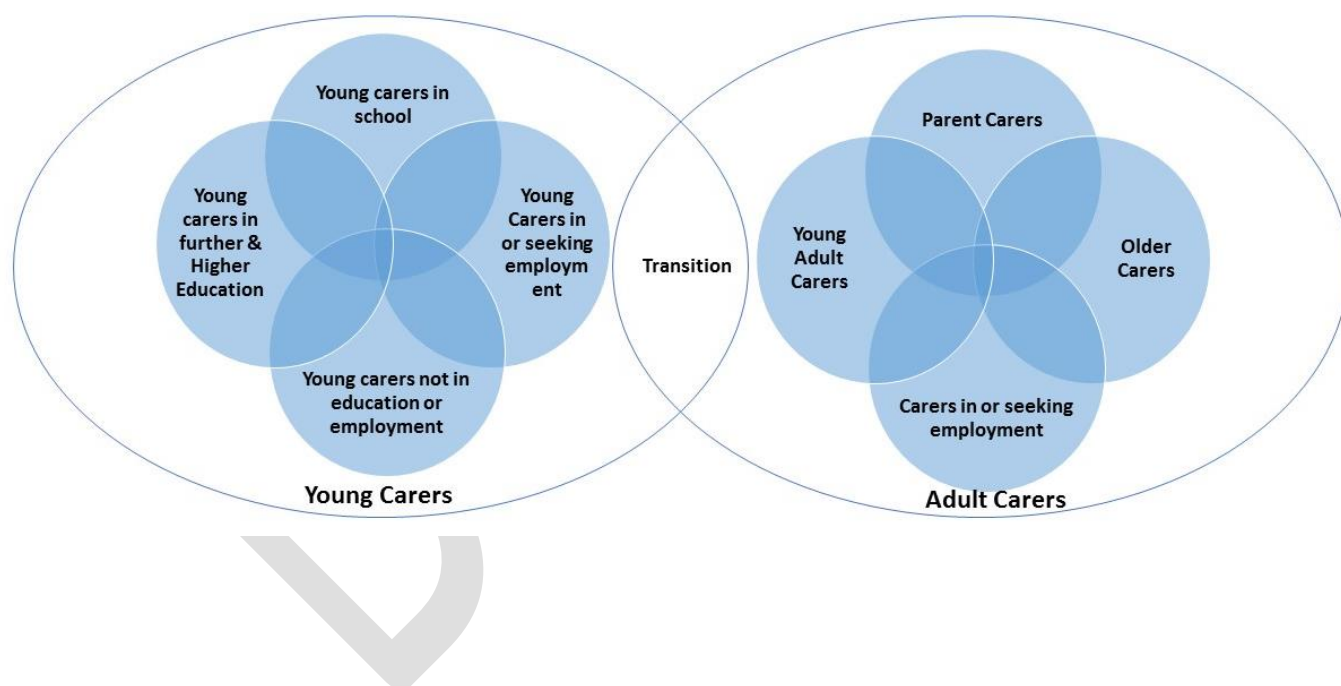 Young carers in
school
Young
carers in
further &
Higher
Education
Young
Carers in
or seeking
employm
ent
Young carers not in
education or
employment
Young Carers
Transition
Parent Carers
Young
Adult
Carers
Older
Carers
Carers in or seeking
employment
Adult Carers